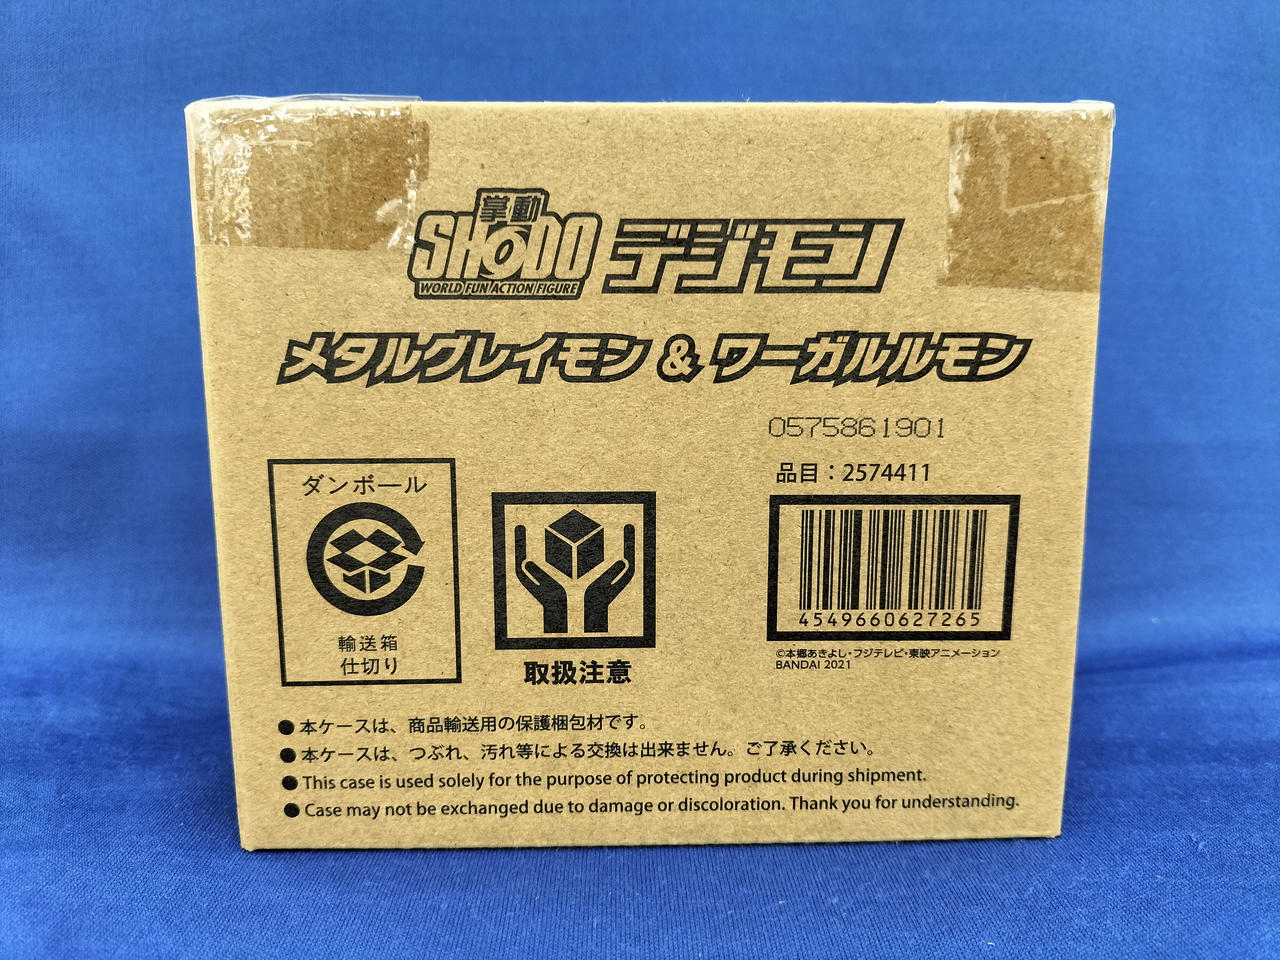 掌動
SHODO デジモン
WORLD FUN ACTION FIGURE
メタルグレイモン & ワーガルルモン
0575861901
品目：2574411
ダンボール
輸送箱
仕切り
取扱注意
4549660627265
©本郷あきよし・フジテレビ・東映アニメーション
BANDAI 2021
●本ケースは、商品輸送用の保護梱包材です。
●本ケースは、つぶれ、汚れ等による交換は出来ません。ご了承ください。
●This case is used solely for the purpose of protecting product during shipment.
●Case may not be exchanged due to damage or discoloration. Thank you for understanding.